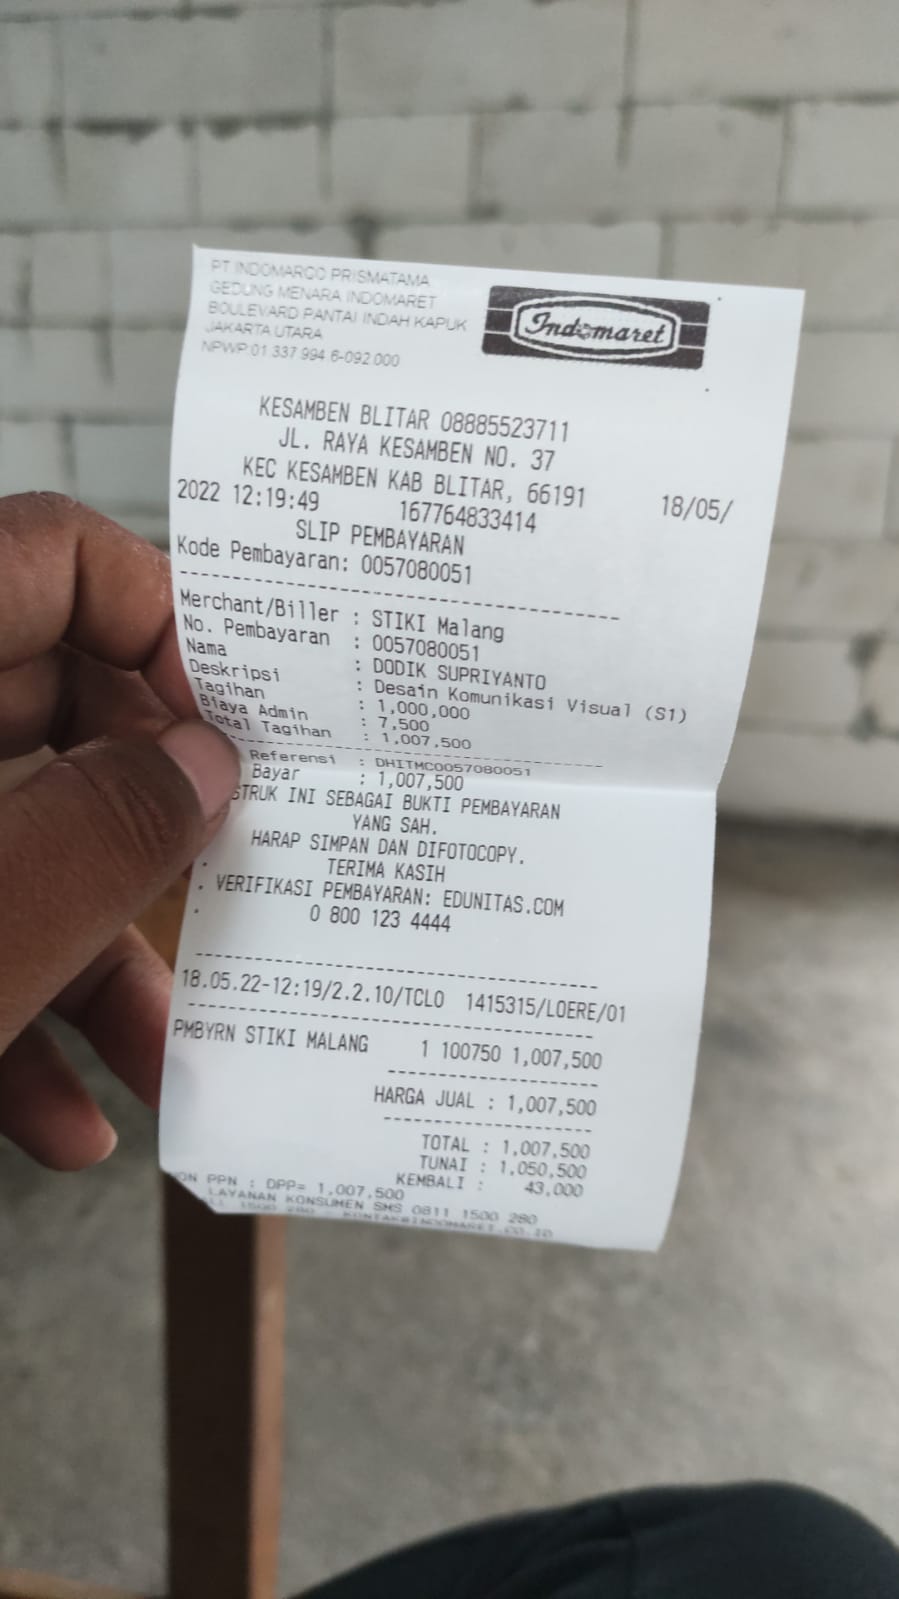 PT INDOMARCO PRISMATAMA
GEDUNG MENARA INDOMARET
BOULEVARD PANTAI INDAH KAPUK
JAKARTA UTARA
NPWP:01 337 994 6-092.000
Indomaret
KESAMBEN BLITAR 08885523711
JL. RAYA KESAMBEN NO. 37
KEC KESAMBEN KAB BLITAR, 66191 18/05/
2022 12:19:49 167764833414
SLIP PEMBAYARAN
Kode Pembayaran: 0057080051
Merchant/Biller : STIKI Malang
No. Pembayaran : 0057080051
Nama : DODIK SUPRIYANTO
Deskripsi : Desain Komunikasi Visual (S1)
Tagihan : 1,000,000
Biaya Admin : 7,500
Total Tagihan : 1,007,500
Referensi : DHITMC0057080051
Bayar : 1,007,500
STRUK INI SEBAGAI BUKTI PEMBAYARAN
YANG SAH.
HARAP SIMPAN DAN DIFOTOCOPY.
. TERIMA KASIH
. VERIFIKASI PEMBAYARAN: EDUNITAS.COM
. 0 800 123 4444
18.05.22-12:19/2.2.10/TCLO 1415315/LOERE/01
PMBYRN STIKI MALANG 1 100750 1,007,500
HARGA JUAL : 1,007,500
TOTAL : 1,007,500
TUNAI : 1,050,500
KEMBALI : 43,000
PPN : DPP= 1,007,500
LAYANAN KONSUMEN SMS 0811 1500 280
1500 280 - KONTAK@INDOMARET.CO.ID